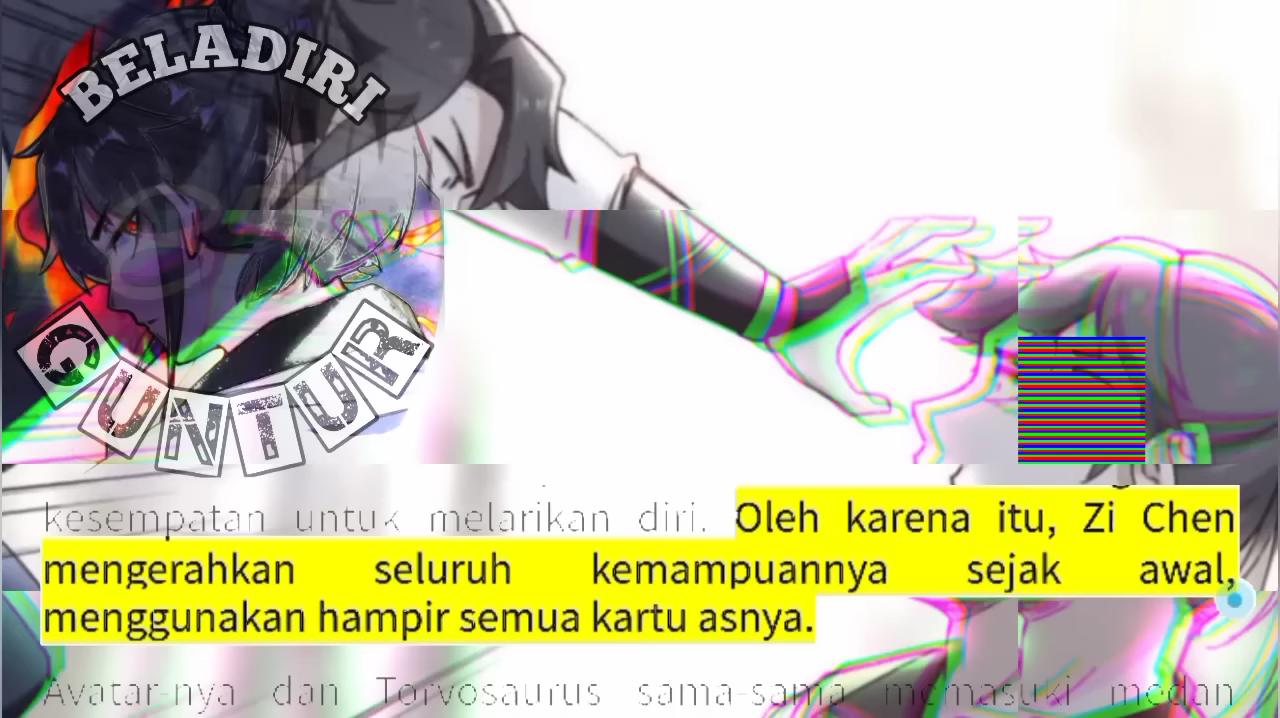 BELADIRI
GUNTUR
kesempatan untuk melarikan diri. Oleh karena itu, Zi Chen
mengerahkan seluruh kemampuannya sejak awal,
menggunakan hampir semua kartu asnya.
Avatar-nya dan Torvosaurus sama-sama memasuki medan